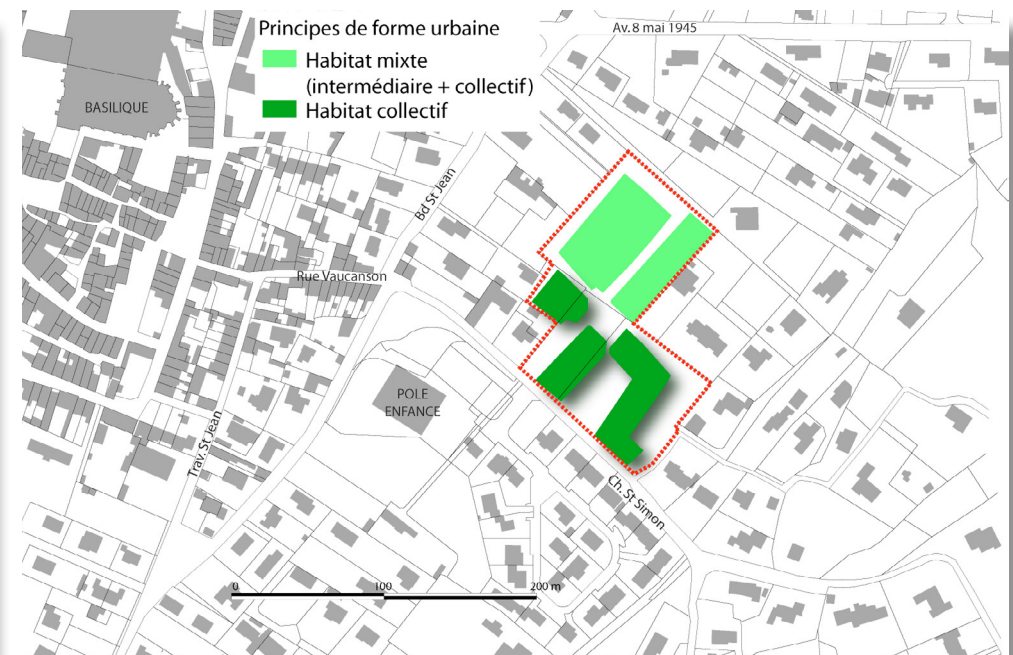 Principes de forme urbaine
Habitat mixte
(intermédiaire + collectif)
Habitat collectif
Av. 8 mai 1945
BASILIQUE
Bd St Jean
Rue Vaucanson
POLE
ENFANCE
Trav. St Jean
Ch. St Simon
0 100 200 m